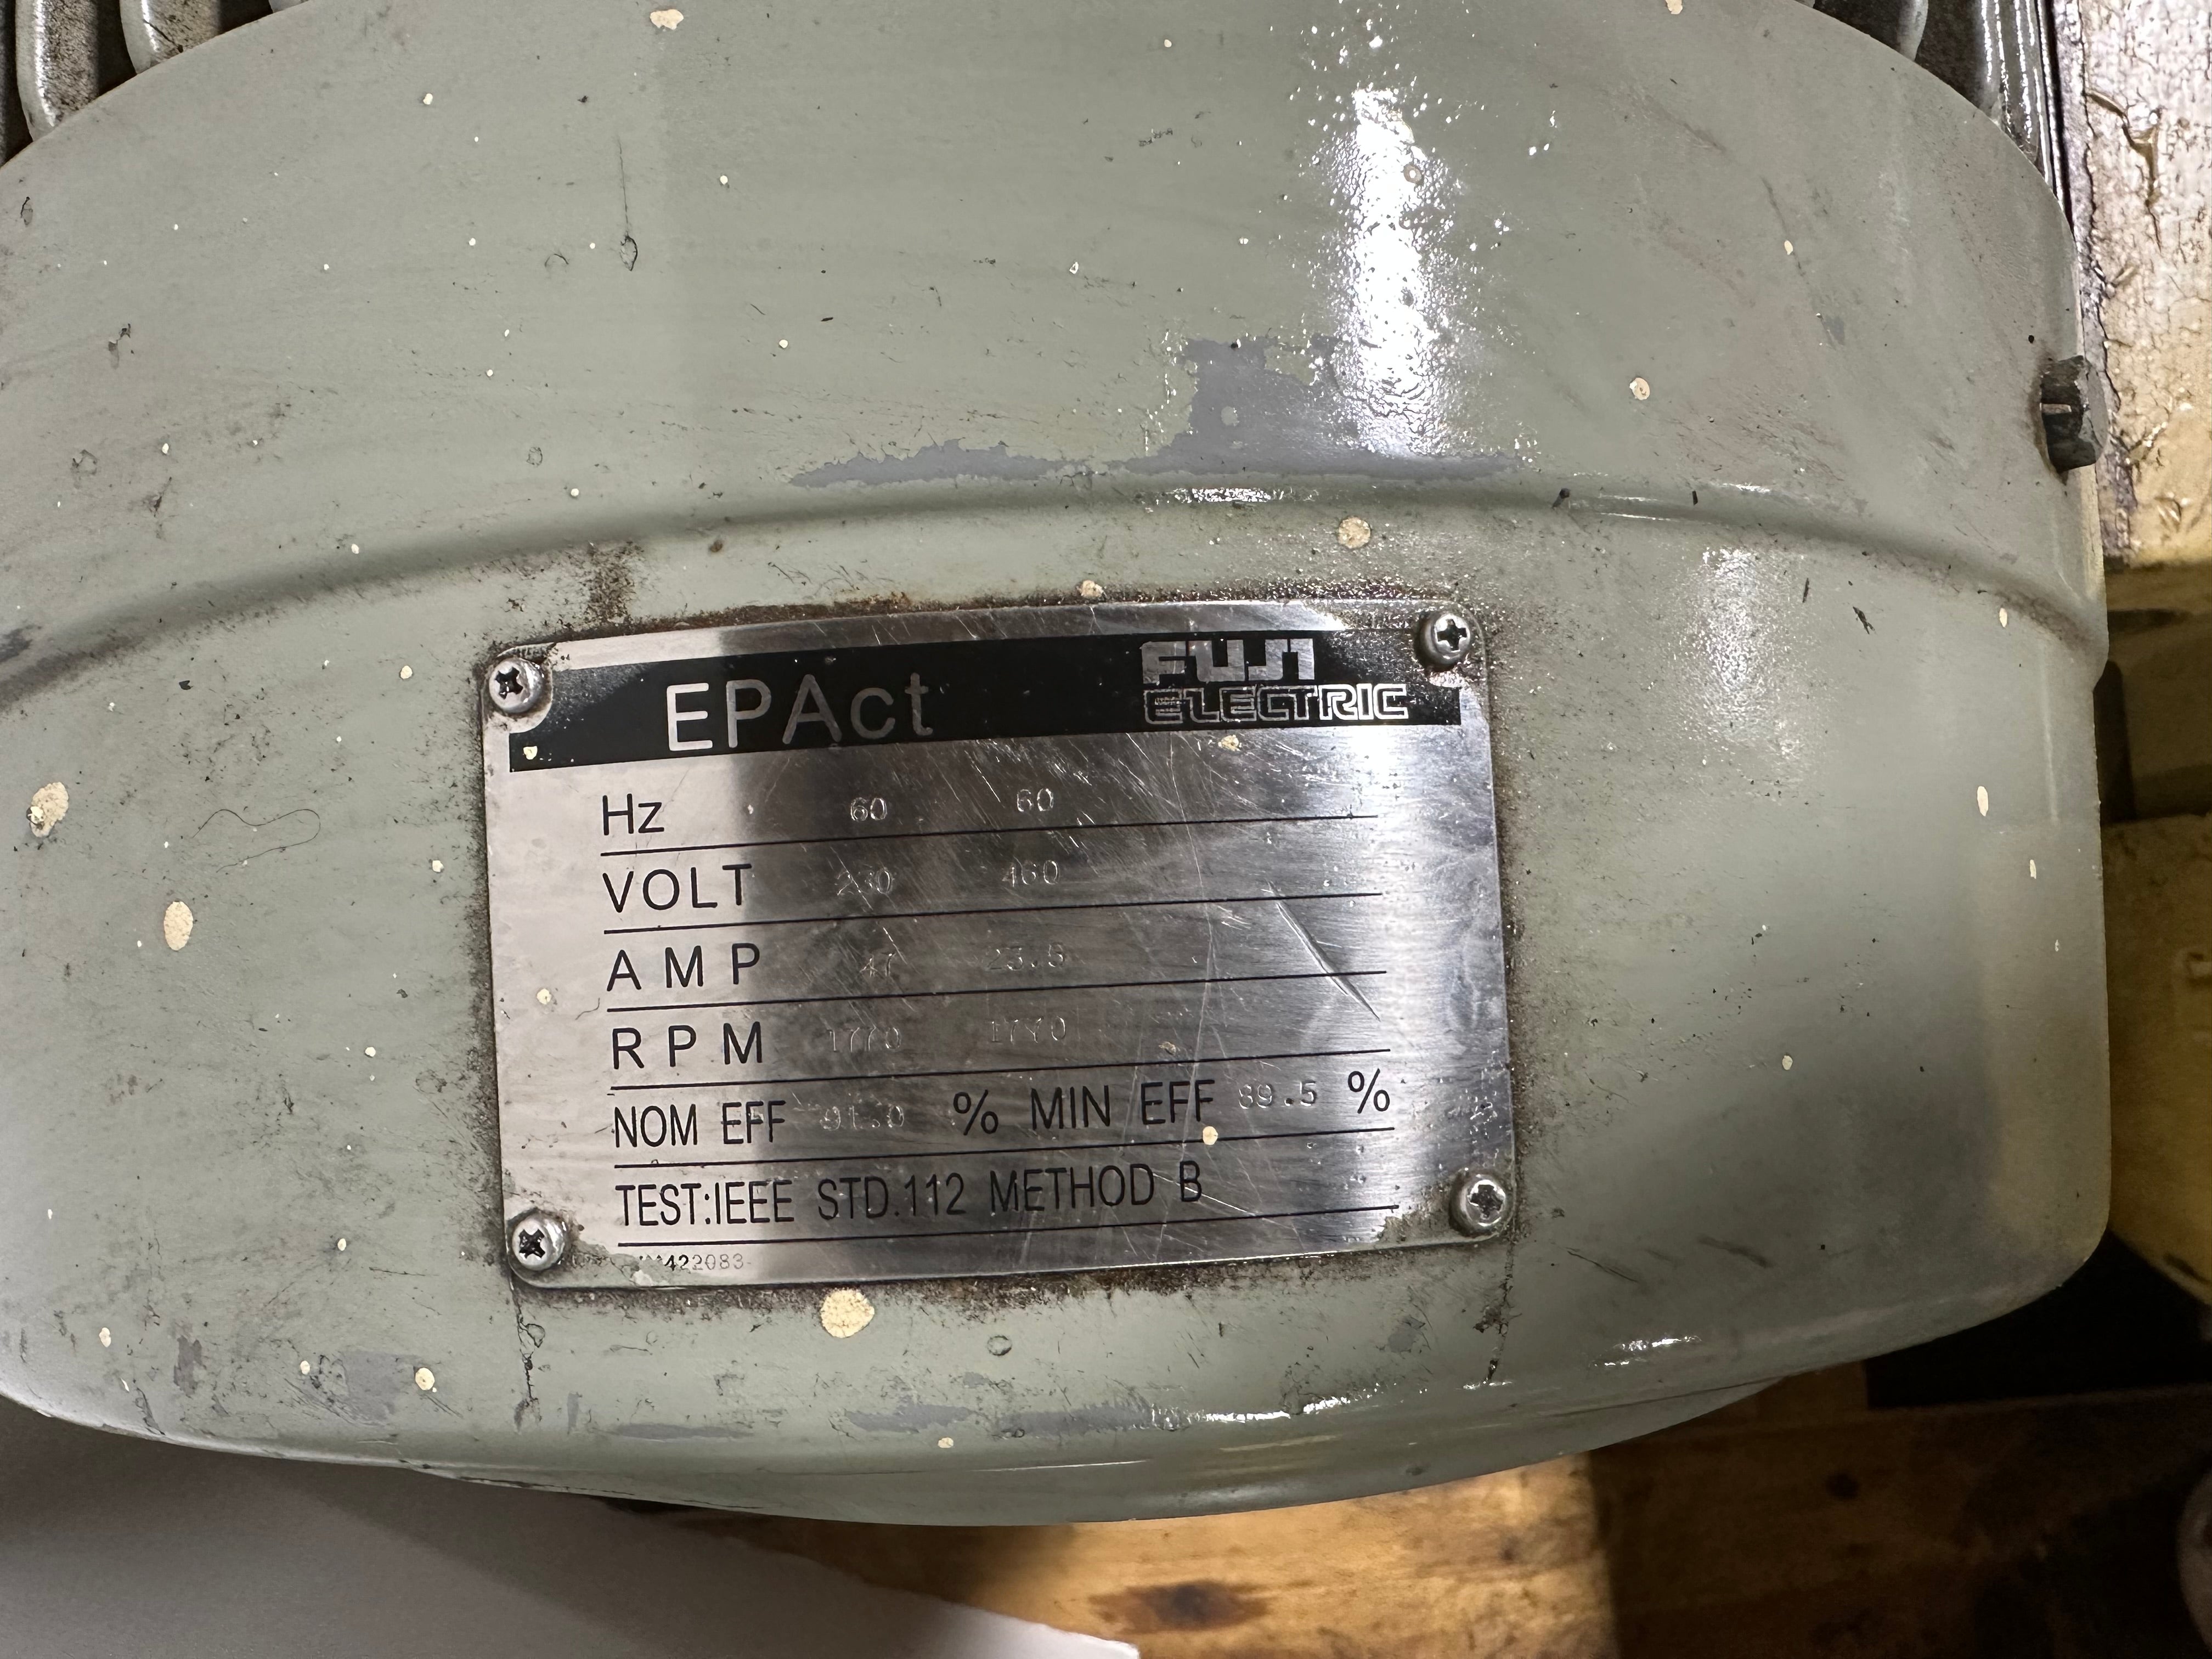 EPAct FUJI
ELECTRIC
Hz 60 60
VOLT 230 460
AMP 47 23.5
RPM 1770 1770
NOM EFF 91.0 % MIN EFF 89.5 %
TEST:IEEE STD.112 METHOD B